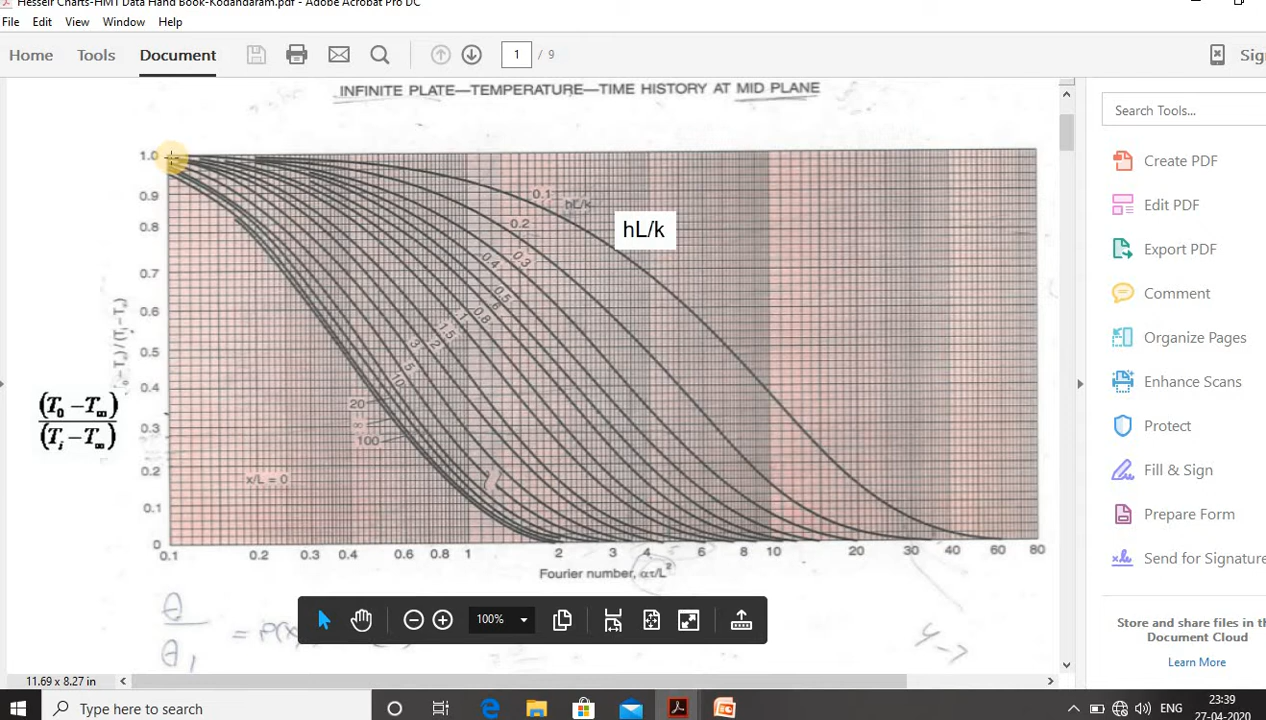 Heseler Charts-HMT Data Hand Book-Kodandaram.pdf - Adobe Acrobat Pro DC
File Edit View Window Help
Home Tools Document 1 / 9 Sig
INFINITE PLATE—TEMPERATURE—TIME HISTORY AT MID PLANE
Search Tools...
Create PDF
Edit PDF
Export PDF
Comment
Organize Pages
Enhance Scans
Protect
Fill & Sign
Prepare Form
Send for Signature
Store and share files in the
Document Cloud
Learn More
1.0
0.9
0.8
0.7
0.6
0.5
0.4
0.3
0.2
0.1
0
(T₀ – T∞)
(Tᵢ – T∞)
0.1
hL/k
hL/k
0.2
0.3
0.4
0.5
.6
0.8
1
1.5
2
3
5
10
20
∞
100
x/L = 0
0.1 0.2 0.3 0.4 0.6 0.8 1 2 3 4 6 8 10 20 30 40 60 80
Fourier number, ατ/L²
θ
θ
100%
11.69 x 8.27 in
Type here to search
ENG
23:39
27-04-2020